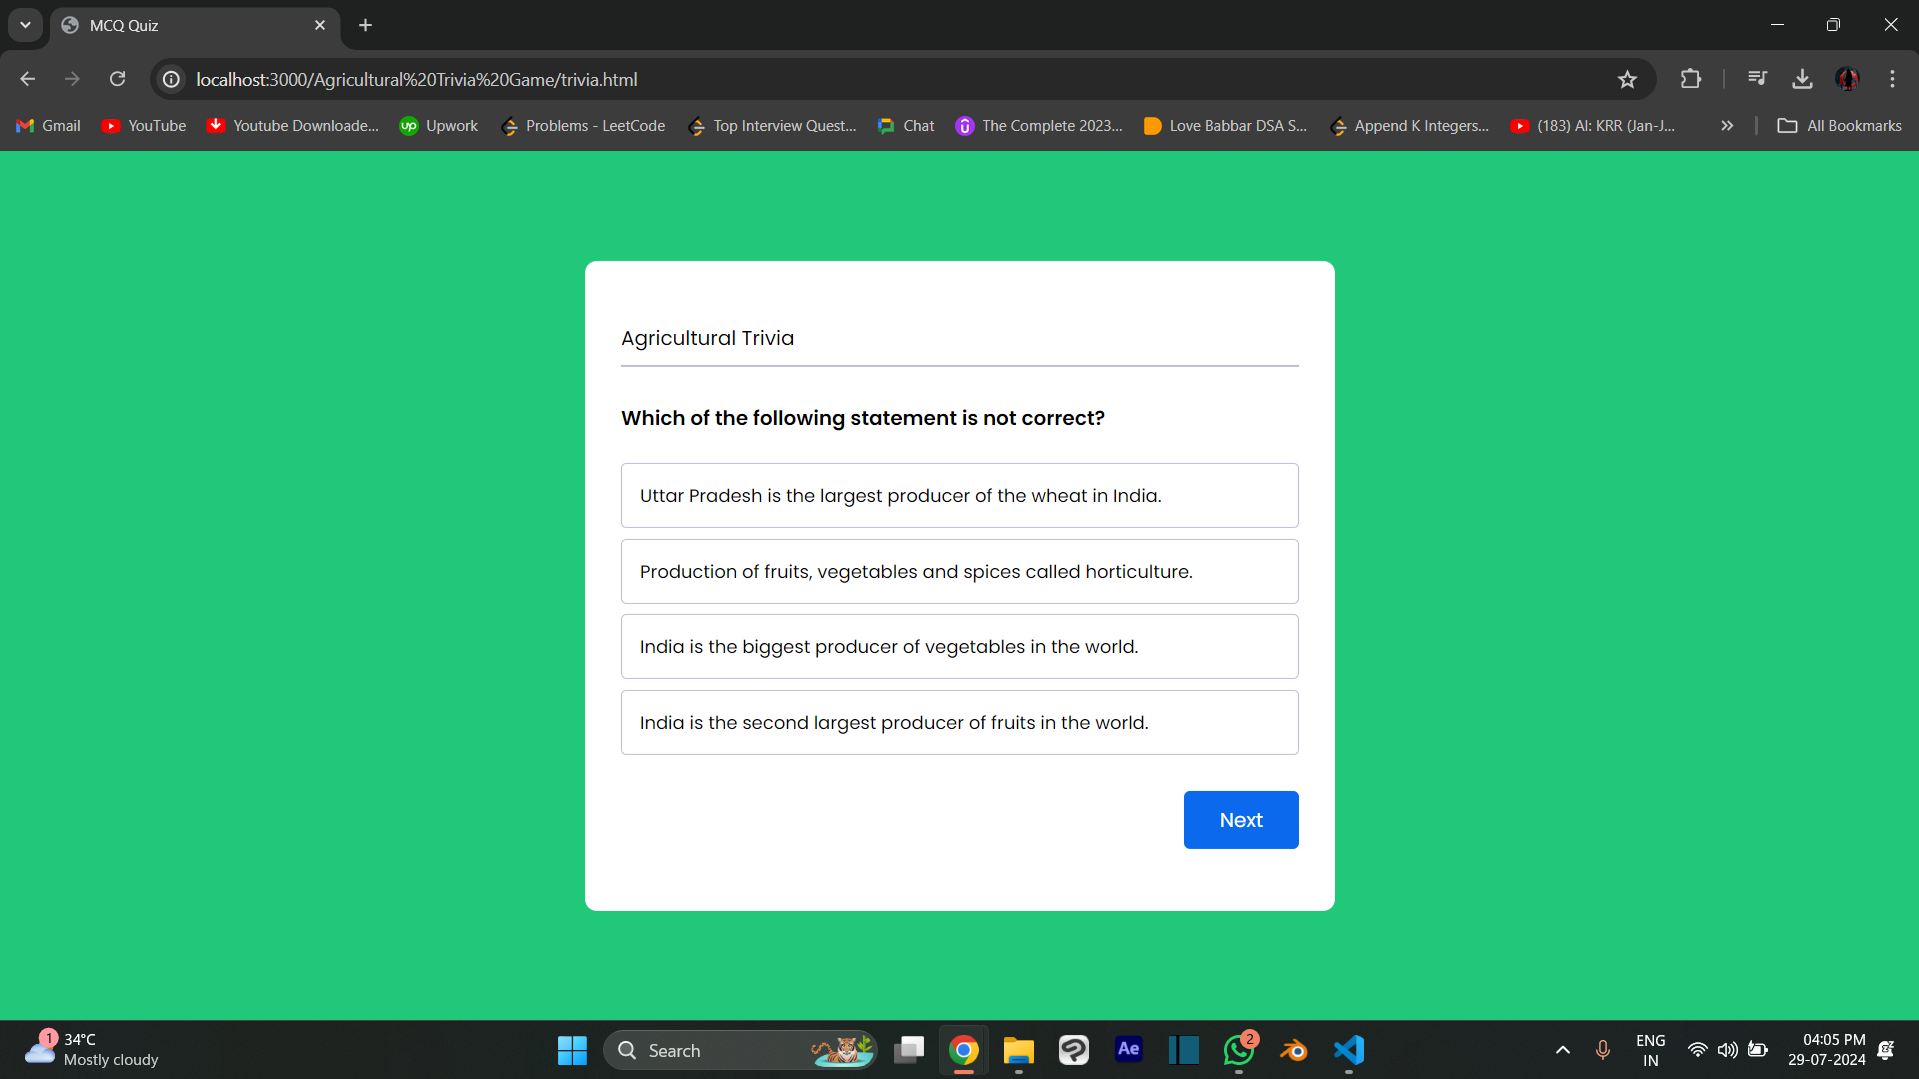 MCQ Quiz
localhost:3000/Agricultural%20Trivia%20Game/trivia.html
Gmail
YouTube
Youtube Downloade...
up Upwork
Problems - LeetCode
Top Interview Quest...
Chat
The Complete 2023...
Love Babbar DSA S...
Append K Integers...
(183) AI: KRR (Jan-J...
All Bookmarks
Agricultural Trivia
Which of the following statement is not correct?
Uttar Pradesh is the largest producer of the wheat in India.
Production of fruits, vegetables and spices called horticulture.
India is the biggest producer of vegetables in the world.
India is the second largest producer of fruits in the world.
Next
1
34°C
Mostly cloudy
Search
Ae
2
ENG
IN
04:05 PM
29-07-2024